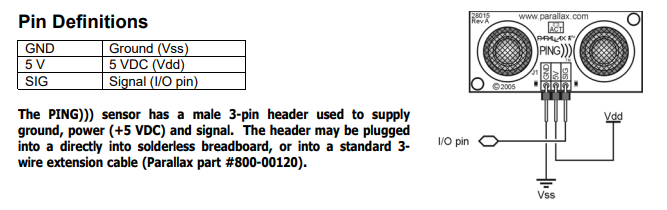 Pin Definitions
GND Ground (Vss)
5 V 5 VDC (Vdd)
SIG Signal (I/O pin)
The PING))) sensor has a male 3-pin header used to supply
ground, power (+5 VDC) and signal. The header may be plugged
into a directly into solderless breadboard, or into a standard 3-
wire extension cable (Parallax part #800-00120).
28015
Rev A
www.parallax.com
ACT
PARALLAX
PING)))
GND
5V
SIG
©2005
Vdd
I/O pin
Vss